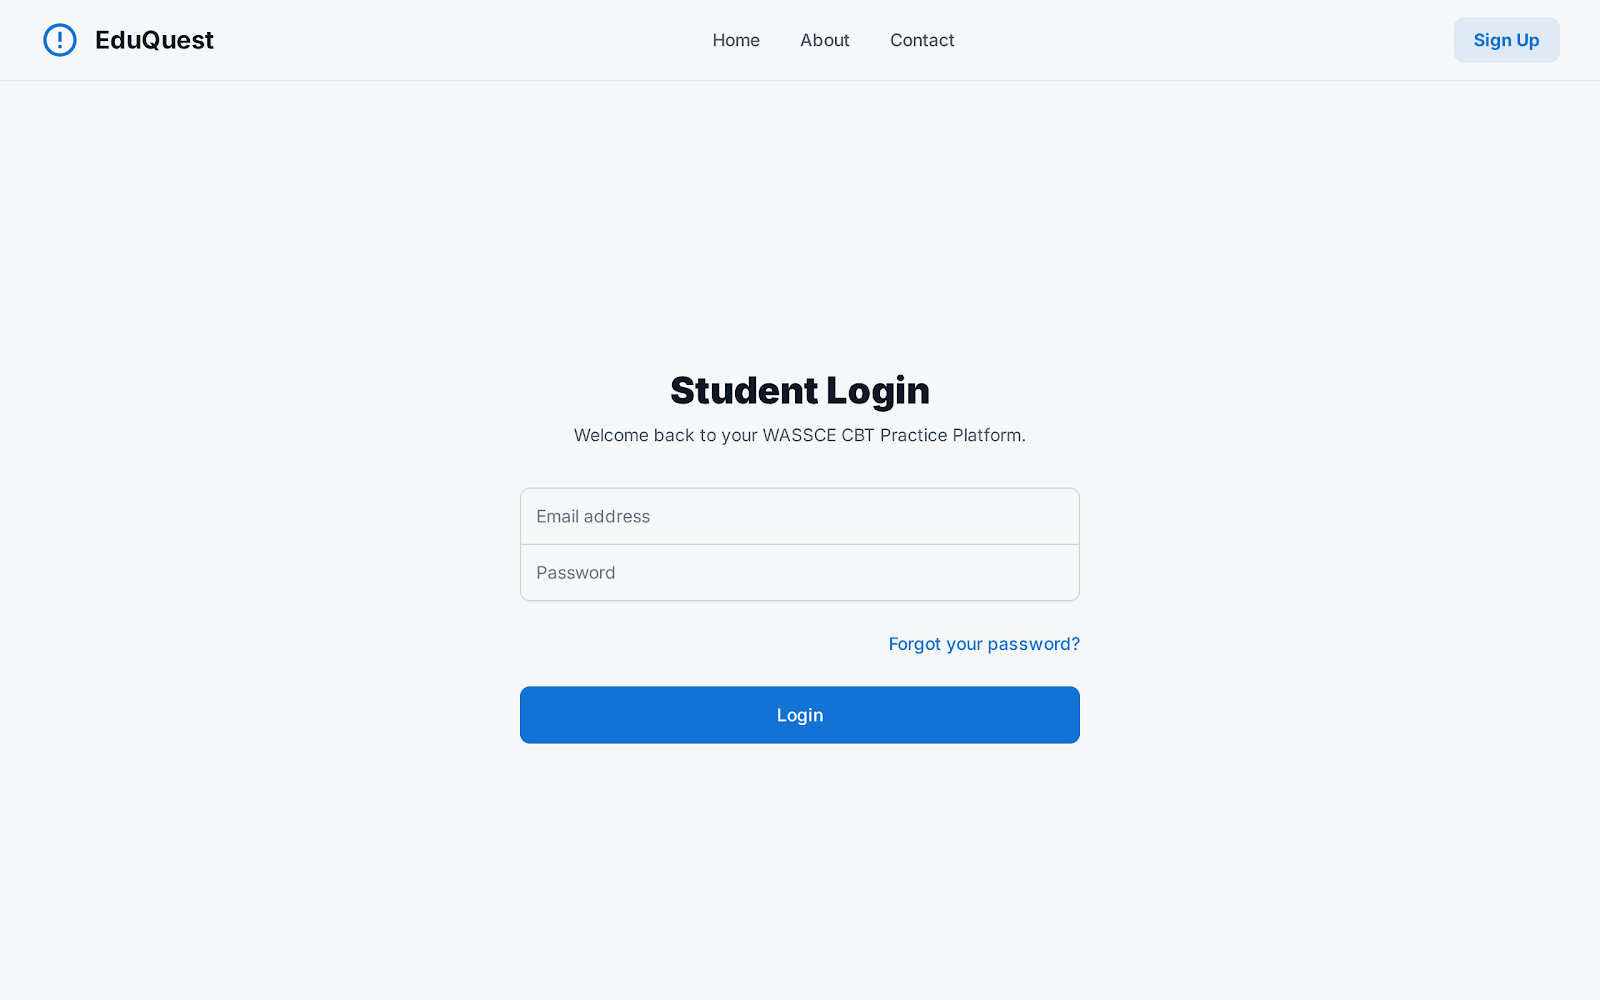 EduQuest
Home
About
Contact
Sign Up
Student Login
Welcome back to your WASSCE CBT Practice Platform.
Email address
Password
Forgot your password?
Login